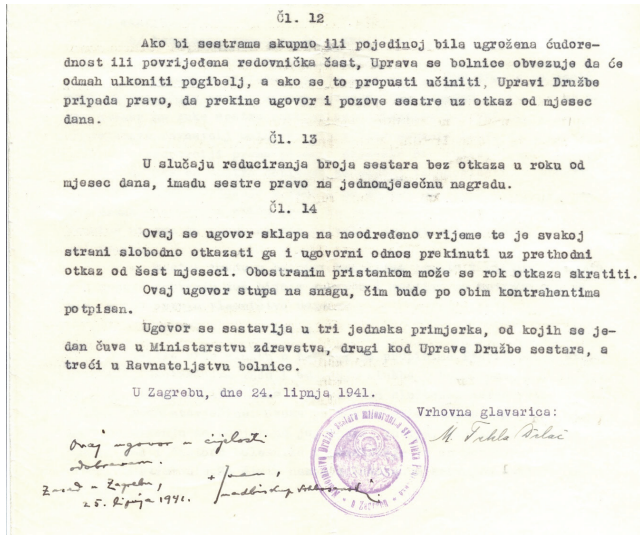 Čl. 12
Ako bi sestrama skupno ili pojedinoj bila ugrožena ćudore-
dnost ili povrijeđena redovnička čast, Uprava se bolnice obvezuje da će
odmah ulkoniti pogibelj, a ako se to propusti učiniti, Upravi Družbe
pripada pravo, da prekine ugovor i pozove sestre uz otkaz od mjesec
dana.
Čl. 13
U slučaju reduciranja broja sestara bez otkaza u roku od
mjesec dana, imadu sestre pravo na jednomjesečnu nagradu.
Čl. 14
Ovaj se ugovor sklapa na neodređeno vrijeme te je svakoj
strani slobodno otkazati ga i ugovorni odnos prekinuti uz prethodni
otkaz od šest mjeseci. Obostranim pristankom može se rok otkaza skratiti.
Ovaj ugovor stupa na snagu, čim bude po obim kontrahentima
potpisan.
Ugovor se sastavlja u tri jednaka primjerka, od kojih se je-
dan čuva u Ministarstvu zdravstva, drugi kod Uprave Družbe sestara, a
treći u Ravnateljstvu bolnice.
U Zagrebu, dne 24. lipnja 1941.
Vrhovna glavarica:
M.
Ovaj ugovor u cijelosti
odobravam.
Zagreb,
25. lipnja 1941.
+ Ivan,
nadbiskup
sestara milosrdnica sv.